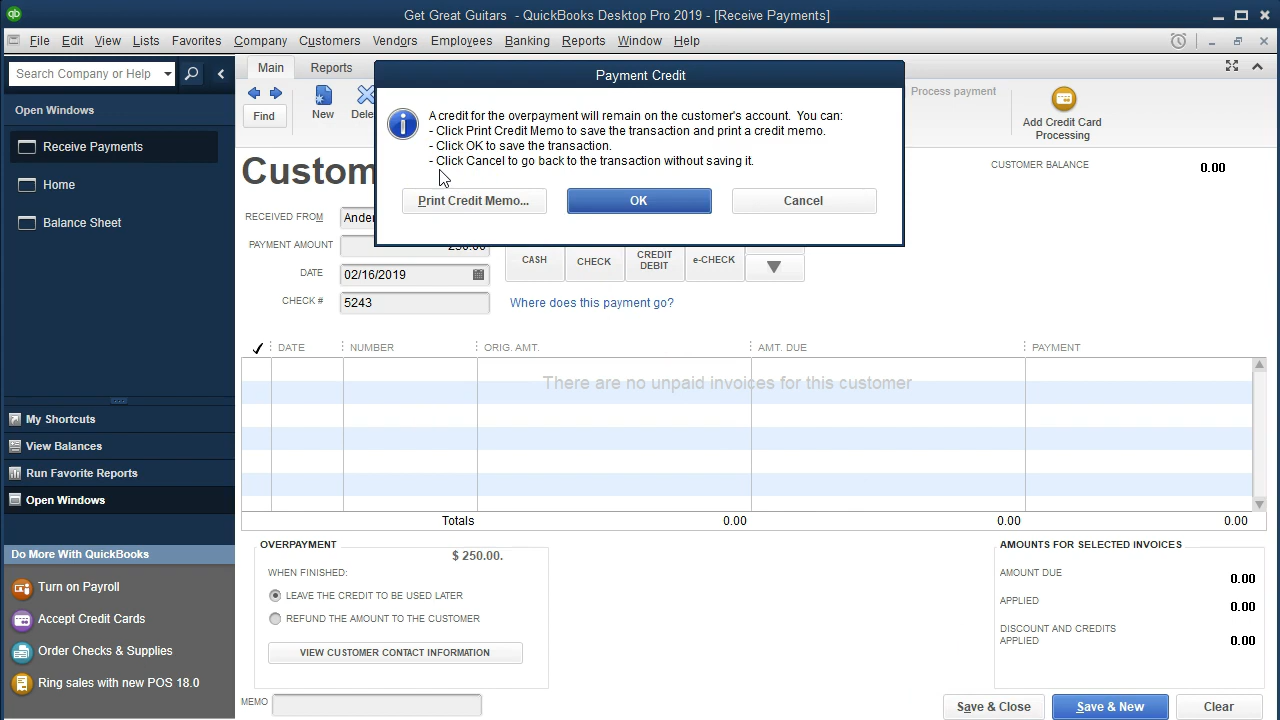 Get Great Guitars - QuickBooks Desktop Pro 2019 - [Receive Payments]
File Edit View Lists Favorites Company Customers Vendors Employees Banking Reports Window Help
Search Company or Help
Open Windows
Receive Payments
Home
Balance Sheet
My Shortcuts
View Balances
Run Favorite Reports
Open Windows
Do More With QuickBooks
Turn on Payroll
Accept Credit Cards
Order Checks & Supplies
Ring sales with new POS 18.0
Main Reports
Find
New
Process payment
Add Credit Card
Processing
Payment Credit
A credit for the overpayment will remain on the customer's account. You can:
- Click Print Credit Memo to save the transaction and print a credit memo.
- Click OK to save the transaction.
- Click Cancel to go back to the transaction without saving it.
Print Credit Memo... OK Cancel
CUSTOMER BALANCE 0.00
RECEIVED FROM
PAYMENT AMOUNT 250.00
DATE 02/16/2019
CHECK # 5243
CASH
CHECK
CREDIT
DEBIT
e-CHECK
Where does this payment go?
DATE NUMBER ORIG. AMT. AMT. DUE PAYMENT
There are no unpaid invoices for this customer
Totals 0.00 0.00 0.00
OVERPAYMENT
$ 250.00.
WHEN FINISHED:
LEAVE THE CREDIT TO BE USED LATER
REFUND THE AMOUNT TO THE CUSTOMER
VIEW CUSTOMER CONTACT INFORMATION
AMOUNTS FOR SELECTED INVOICES
AMOUNT DUE 0.00
APPLIED 0.00
DISCOUNT AND CREDITS
APPLIED 0.00
MEMO
Save & Close Save & New Clear